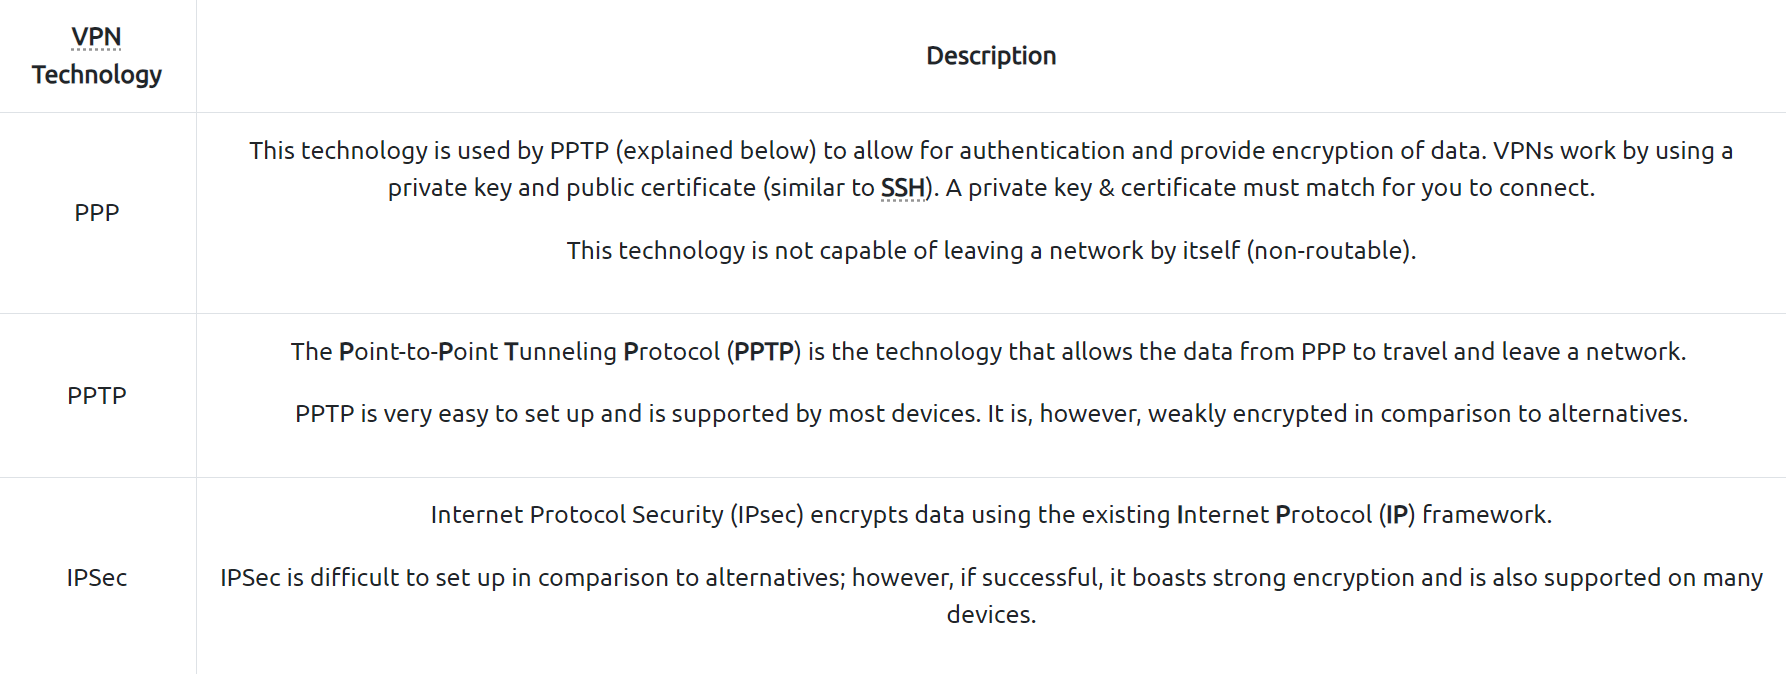 VPN
Technology
Description
PPP
This technology is used by PPTP (explained below) to allow for authentication and provide encryption of data. VPNs work by using a
private key and public certificate (similar to SSH). A private key & certificate must match for you to connect.
This technology is not capable of leaving a network by itself (non-routable).
PPTP
The Point-to-Point Tunneling Protocol (PPTP) is the technology that allows the data from PPP to travel and leave a network.
PPTP is very easy to set up and is supported by most devices. It is, however, weakly encrypted in comparison to alternatives.
IPSec
Internet Protocol Security (IPsec) encrypts data using the existing Internet Protocol (IP) framework.
IPSec is difficult to set up in comparison to alternatives; however, if successful, it boasts strong encryption and is also supported on many
devices.